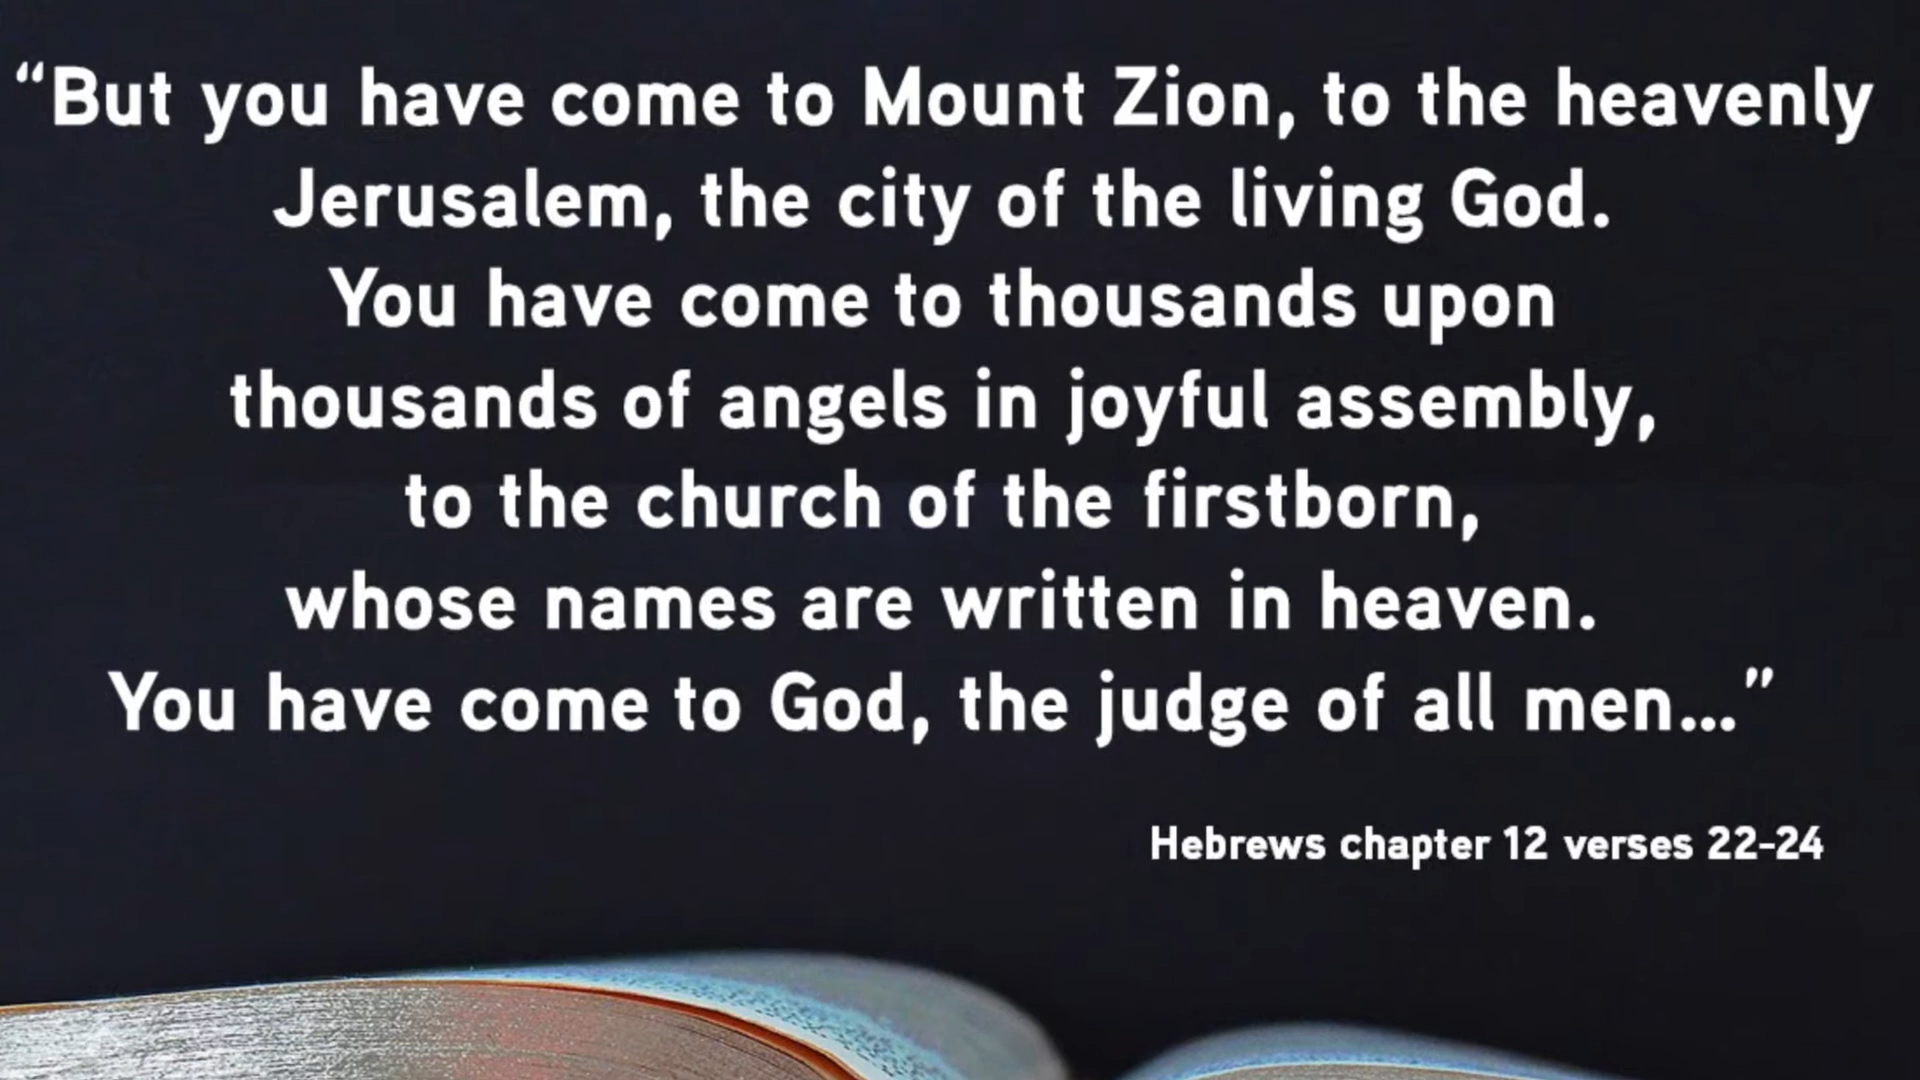 “But you have come to Mount Zion, to the heavenly
Jerusalem, the city of the living God.
You have come to thousands upon
thousands of angels in joyful assembly,
to the church of the firstborn,
whose names are written in heaven.
You have come to God, the judge of all men...”
Hebrews chapter 12 verses 22-24